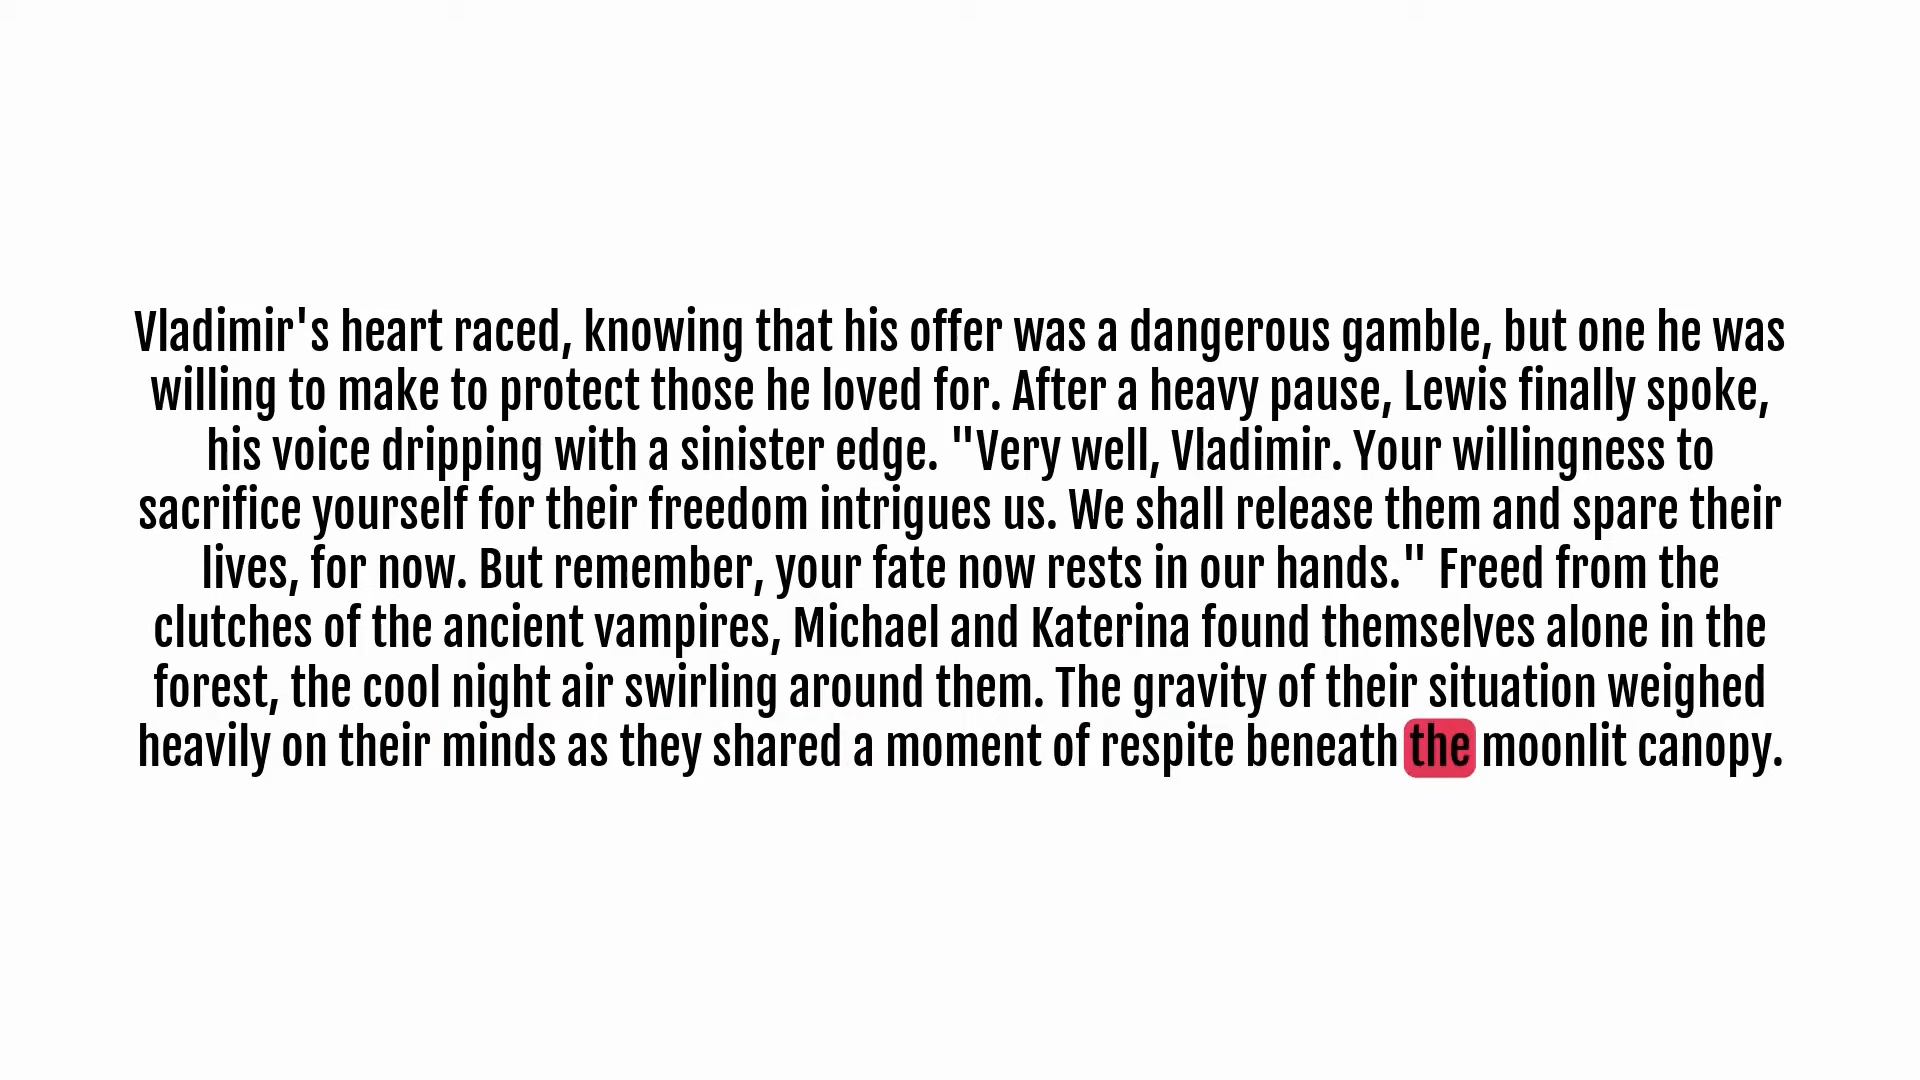 Vladimir's heart raced, knowing that his offer was a dangerous gamble, but one he was
willing to make to protect those he loved for. After a heavy pause, Lewis finally spoke,
his voice dripping with a sinister edge. "Very well, Vladimir. Your willingness to
sacrifice yourself for their freedom intrigues us. We shall release them and spare their
lives, for now. But remember, your fate now rests in our hands." Freed from the
clutches of the ancient vampires, Michael and Katerina found themselves alone in the
forest, the cool night air swirling around them. The gravity of their situation weighed
heavily on their minds as they shared a moment of respite beneath the moonlit canopy.